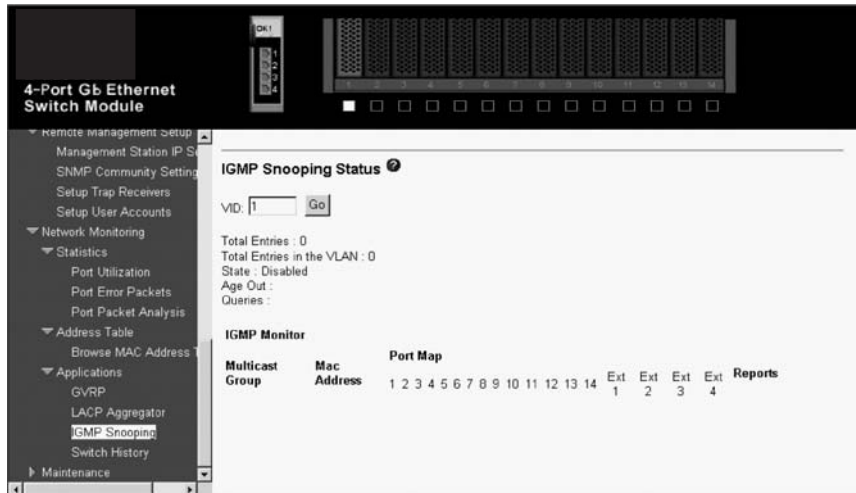 OK1
1
2
3
4
1 2 3 4 5 6 7 8 9 10 11 12 13 14
4-Port Gb Ethernet
Switch Module
Remote Management Setup
Management Station IP Se
SNMP Community Setting
Setup Trap Receivers
Setup User Accounts
Network Monitoring
Statistics
Port Utilization
Port Error Packets
Port Packet Analysis
Address Table
Browse MAC Address T
Applications
GVRP
LACP Aggregator
IGMP Snooping
Switch History
Maintenance
IGMP Snooping Status ?
VID: 1 Go
Total Entries : 0
Total Entries in the VLAN : 0
State : Disabled
Age Out :
Queries :
IGMP Monitor
Multicast Group
Mac Address
Port Map
1 2 3 4 5 6 7 8 9 10 11 12 13 14 Ext 1 Ext 2 Ext 3 Ext 4
Reports